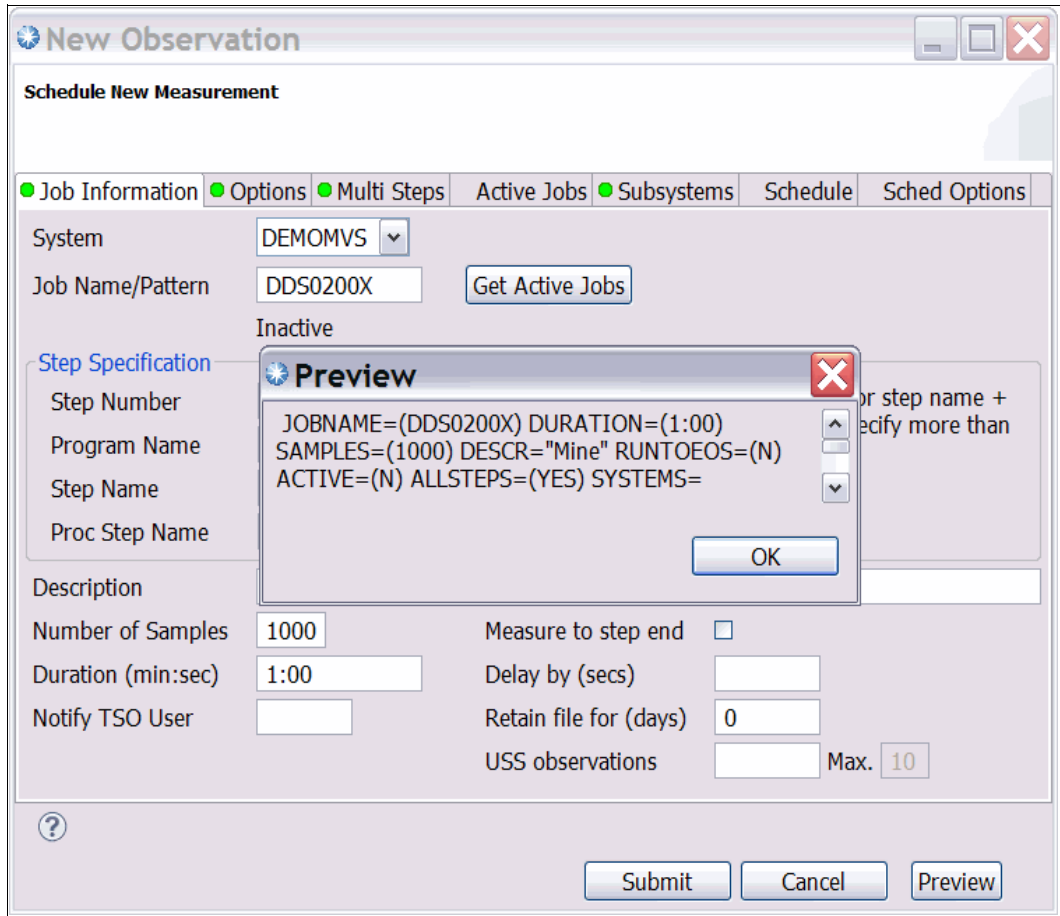 New Observation
Schedule New Measurement
Job Information Options Multi Steps Active Jobs Subsystems Schedule Sched Options
System DEMOMVS
Job Name/Pattern DDS0200X Get Active Jobs
Inactive
Step Specification
Step Number
Program Name
Step Name
Proc Step Name
or step name +
ecify more than
Preview
JOBNAME=(DDS0200X) DURATION=(1:00)
SAMPLES=(1000) DESCR="Mine" RUNTOEOS=(N)
ACTIVE=(N) ALLSTEPS=(YES) SYSTEMS=
OK
Description
Number of Samples 1000 Measure to step end
Duration (min:sec) 1:00 Delay by (secs)
Notify TSO User Retain file for (days) 0
USS observations Max. 10
?
Submit Cancel Preview